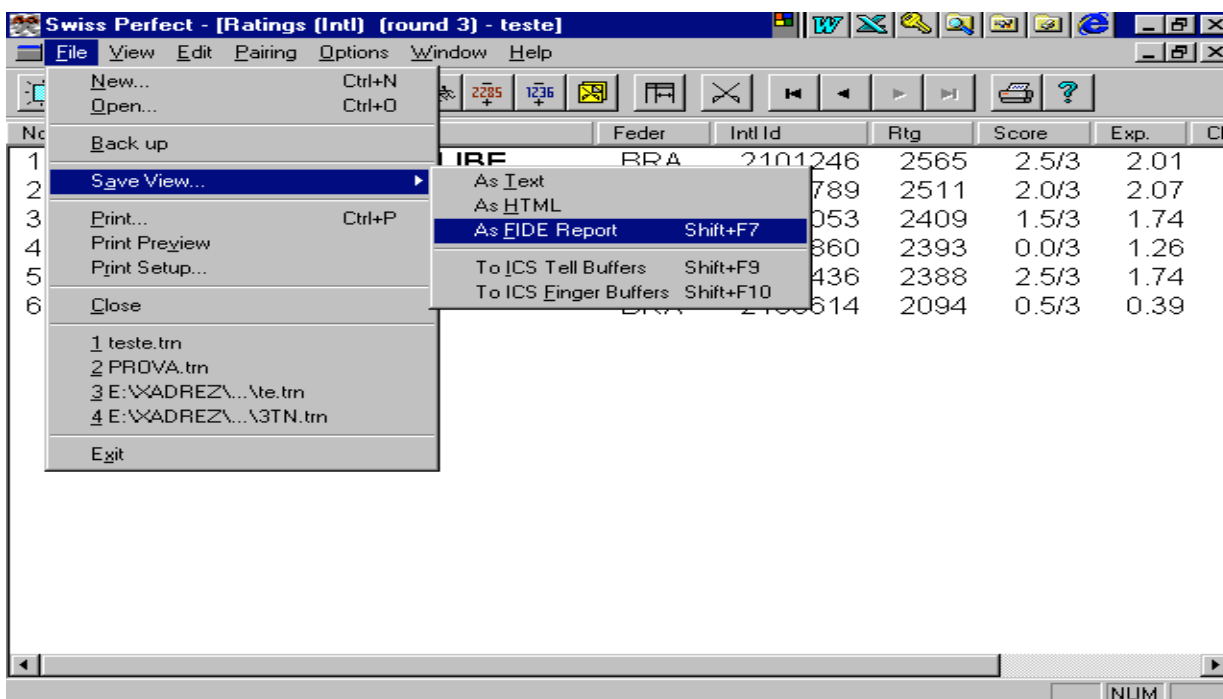 Swiss Perfect - [Ratings (Intl) (round 3) - teste]
File View Edit Pairing Options Window Help
New... Ctrl+N
Open... Ctrl+O
2285 1236
Feder Intl Id Rtg Score Exp.
Back up
1 BRA 2101246 2565 2.5/3 2.01
Save View...
As Text
2 789 2511 2.0/3 2.07
As HTML
3 053 2409 1.5/3 1.74
Print... Ctrl+P
As FIDE Report Shift+F7
Print Preview
4 860 2393 0.0/3 1.26
Print Setup...
To ICS Tell Buffers Shift+F9
5 436 2388 2.5/3 1.74
To ICS Finger Buffers Shift+F10
Close
6 614 2094 0.5/3 0.39
1 teste.trn
2 PROVA.trn
3 E:\XADREZ\...\te.trn
4 E:\XADREZ\...\3TN.trn
Exit
NUM